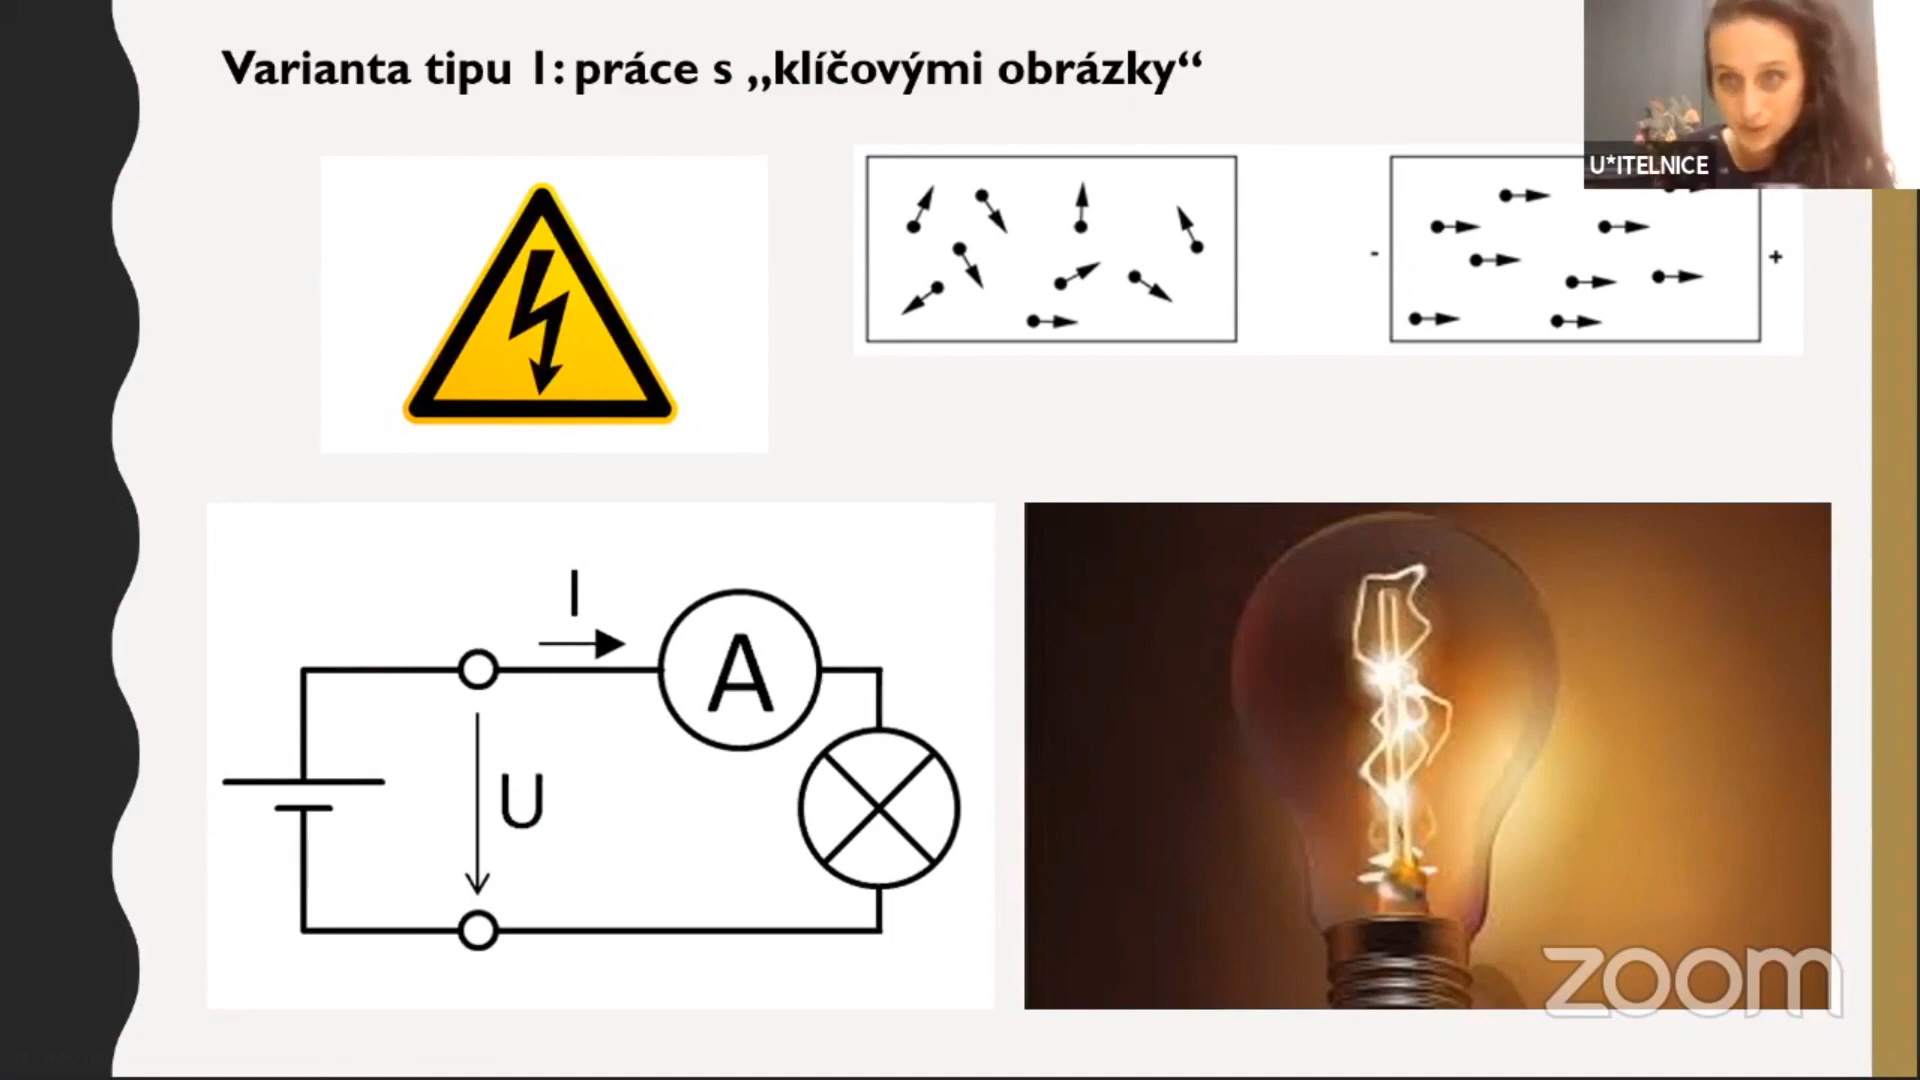 Varianta tipu 1: práce s „klíčovými obrázky“
U*ITELNICE
- +
I
A
U
zoom